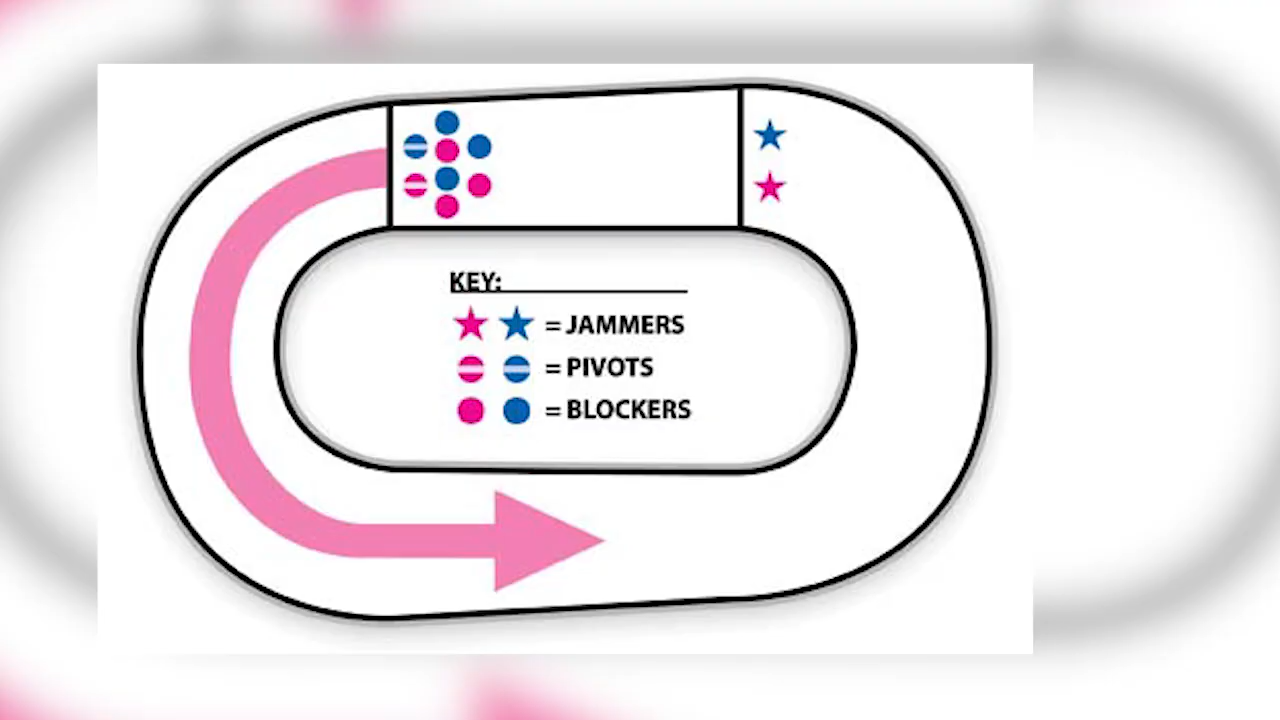 KEY:
= JAMMERS
= PIVOTS
= BLOCKERS